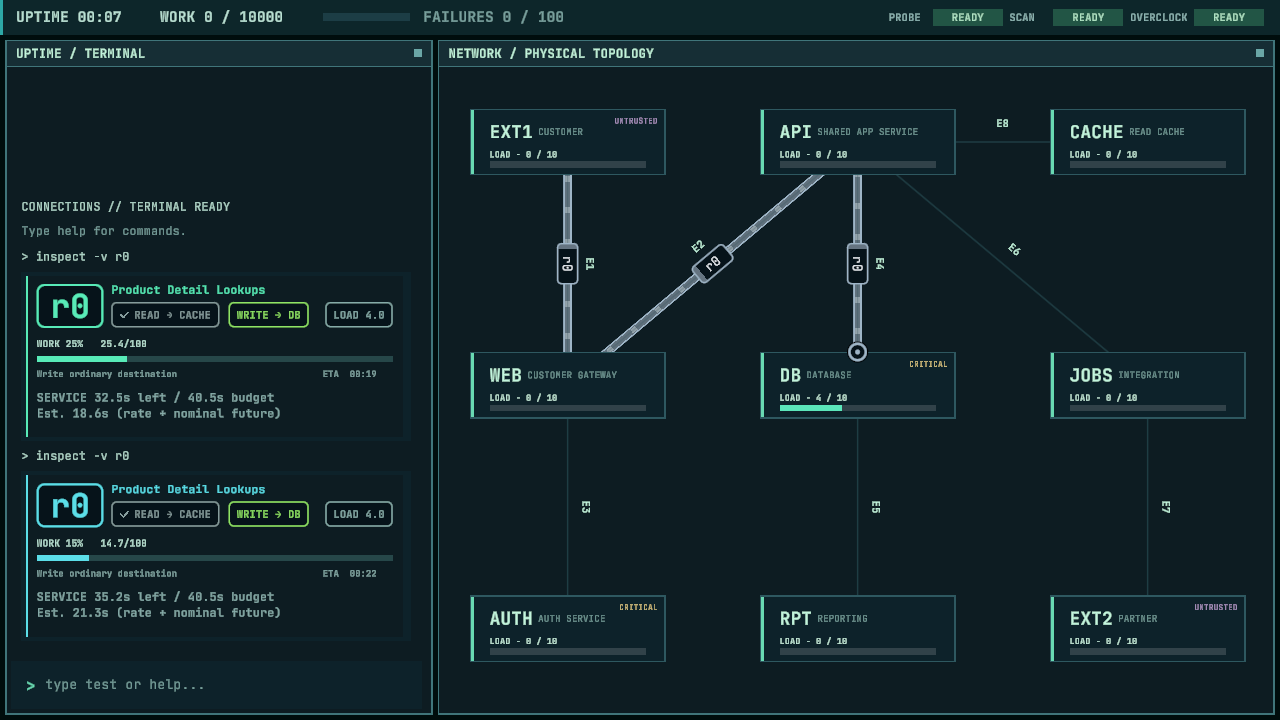 UPTIME 00:07 WORK 0 / 10000 FAILURES 0 / 100 PROBE READY SCAN READY OVERCLOCK READY
UPTIME / TERMINAL
CONNECTIONS // TERMINAL READY
Type help for commands.
> inspect -v r0
r0 Product Detail Lookups
✓ READ → CACHE WRITE → DB LOAD 4.0
WORK 25% 25.4/100
Write ordinary destination ETA 00:19
SERVICE 32.5s left / 40.5s budget
Est. 18.6s (rate + nominal future)
> inspect -v r0
r0 Product Detail Lookups
✓ READ → CACHE WRITE → DB LOAD 4.0
WORK 15% 14.7/100
Write ordinary destination ETA 00:22
SERVICE 35.2s left / 40.5s budget
Est. 21.3s (rate + nominal future)
> type test or help...
NETWORK / PHYSICAL TOPOLOGY
UNTRUSTED
EXT1 CUSTOMER
LOAD - 0 / 10
API SHARED APP SERVICE
LOAD - 0 / 10
E8
CACHE READ CACHE
LOAD - 0 / 10
r0 E1
E2 r0
r0 E4
E6
WEB CUSTOMER GATEWAY
LOAD - 0 / 10
CRITICAL
DB DATABASE
LOAD - 4 / 10
JOBS INTEGRATION
LOAD - 0 / 10
E3
E5
E7
CRITICAL
AUTH AUTH SERVICE
LOAD - 0 / 10
RPT REPORTING
LOAD - 0 / 10
UNTRUSTED
EXT2 PARTNER
LOAD - 0 / 10